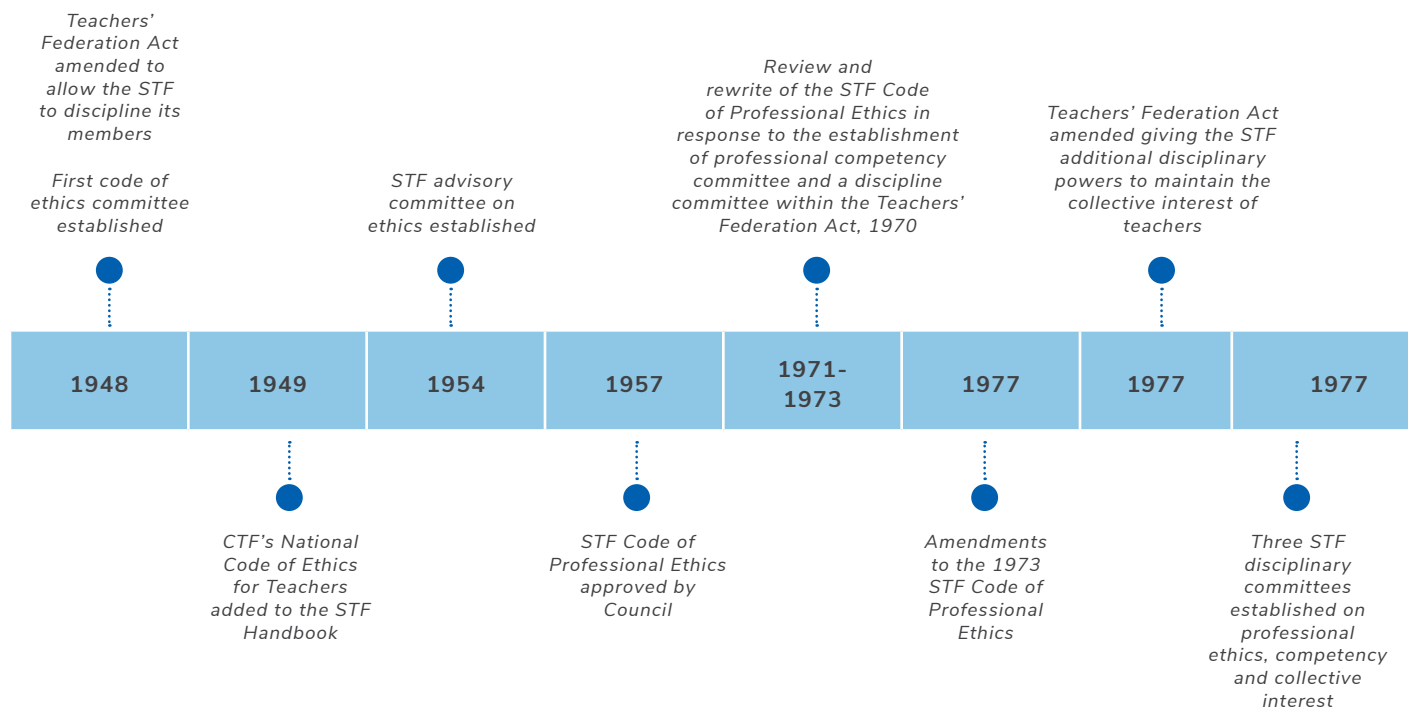 Teachers'
Federation Act
amended to
allow the STF
to discipline its
members
First code of
ethics committee
established
STF advisory
committee on
ethics established
Review and
rewrite of the STF Code
of Professional Ethics in
response to the establishment
of professional competency
committee and a discipline
committee within the Teachers'
Federation Act, 1970
Teachers' Federation Act
amended giving the STF
additional disciplinary
powers to maintain the
collective interest of
teachers
1948
1949
1954
1957
1971-
1973
1977
1977
1977
CTF's National
Code of Ethics
for Teachers
added to the STF
Handbook
STF Code of
Professional Ethics
approved by
Council
Amendments
to the 1973
STF Code of
Professional
Ethics
Three STF
disciplinary
committees
established on
professional
ethics, competency
and collective
interest